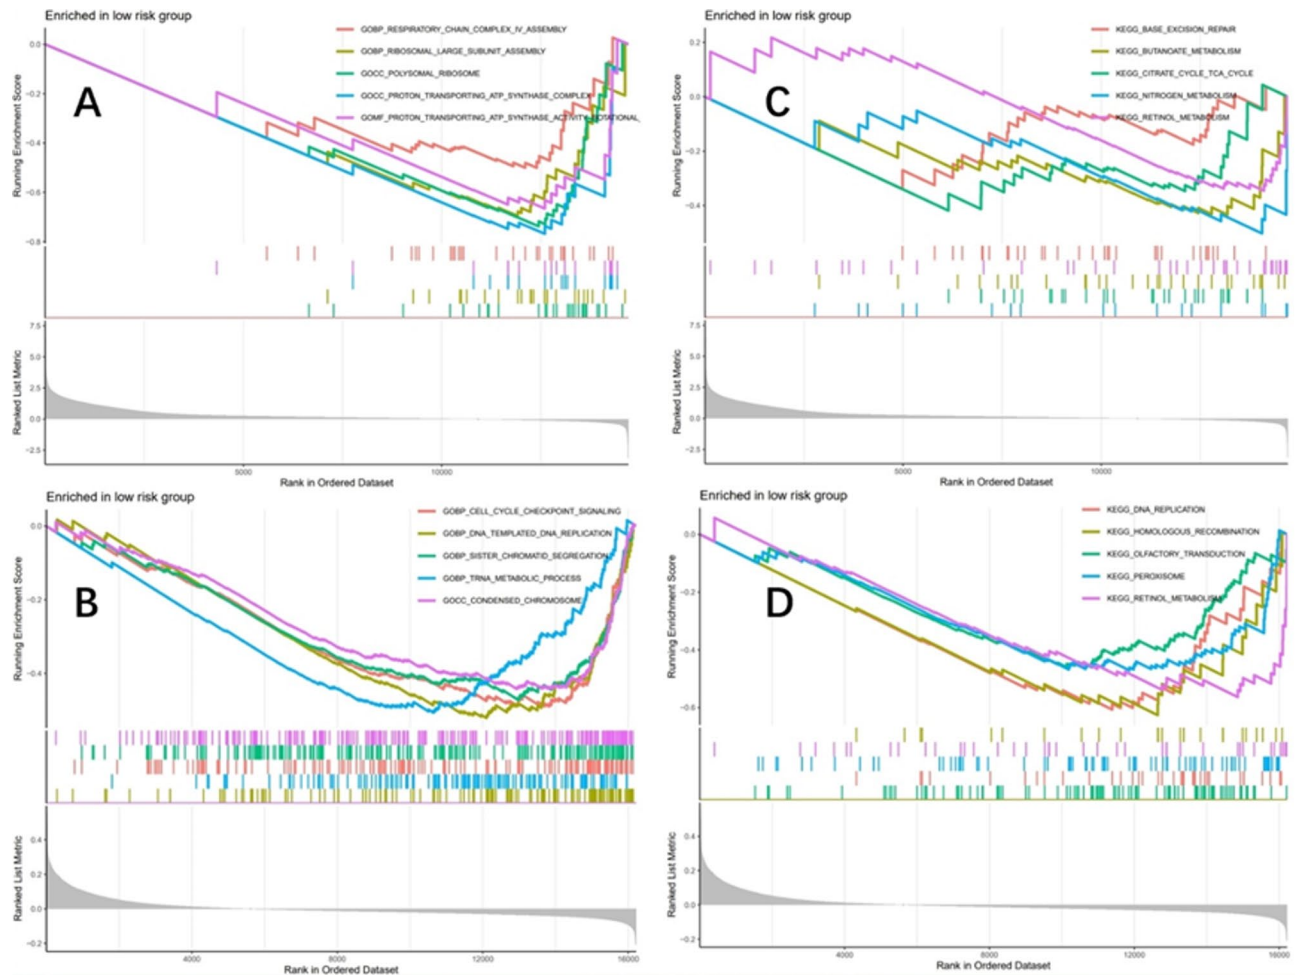 Enriched in low risk group
GOBP_RESPIRATORY_CHAIN_COMPLEX_IV_ASSEMBLY
GOBP_RIBOSOMAL_LARGE_SUBUNIT_ASSEMBLY
GOCC_POLYSOMAL_RIBOSOME
GOCC_PROTON_TRANSPORTING_ATP_SYNTHASE_COMPLEX
GOMF_PROTON_TRANSPORTING_ATP_SYNTHASE_ACTIVITY_ROTATIONAL_
A
Running Enrichment Score
0.0
−0.2
−0.4
−0.6
−0.8
Ranked List Metric
7.5
5.0
2.5
0.0
−2.5
5000
10000
Rank in Ordered Dataset
Enriched in low risk group
KEGG_BASE_EXCISION_REPAIR
KEGG_BUTANOATE_METABOLISM
KEGG_CITRATE_CYCLE_TCA_CYCLE
KEGG_NITROGEN_METABOLISM
KEGG_RETINOL_METABOLISM
C
Running Enrichment Score
0.2
0.0
−0.2
−0.4
Ranked List Metric
7.5
5.0
2.5
0.0
−2.5
5000
10000
Rank in Ordered Dataset
Enriched in low risk group
GOBP_CELL_CYCLE_CHECKPOINT_SIGNALING
GOBP_DNA_TEMPLATED_DNA_REPLICATION
GOBP_SISTER_CHROMATID_SEGREGATION
GOBP_TRNA_METABOLIC_PROCESS
GOCC_CONDENSED_CHROMOSOME
B
Running Enrichment Score
0.0
−0.2
−0.4
Ranked List Metric
0.4
0.2
0.0
−0.2
4000
8000
12000
16000
Rank in Ordered Dataset
Enriched in low risk group
KEGG_DNA_REPLICATION
KEGG_HOMOLOGOUS_RECOMBINATION
KEGG_OLFACTORY_TRANSDUCTION
KEGG_PEROXISOME
KEGG_RETINOL_METABOLISM
D
Running Enrichment Score
0.0
−0.2
−0.4
−0.6
Ranked List Metric
0.4
0.2
0.0
−0.2
4000
8000
12000
16000
Rank in Ordered Dataset